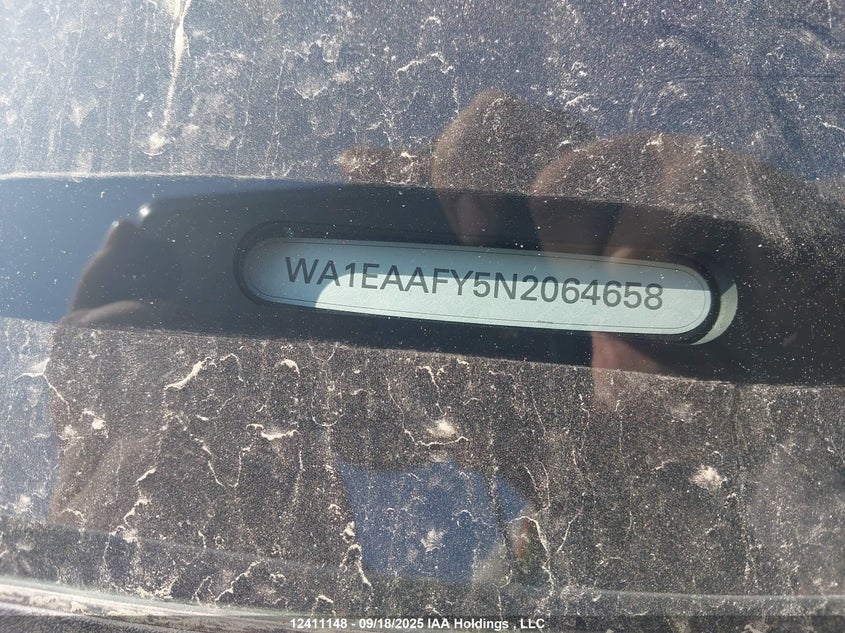 WA1EAAFY5N2064658
12411148 - 09/18/2025 IAA Holdings , LLC